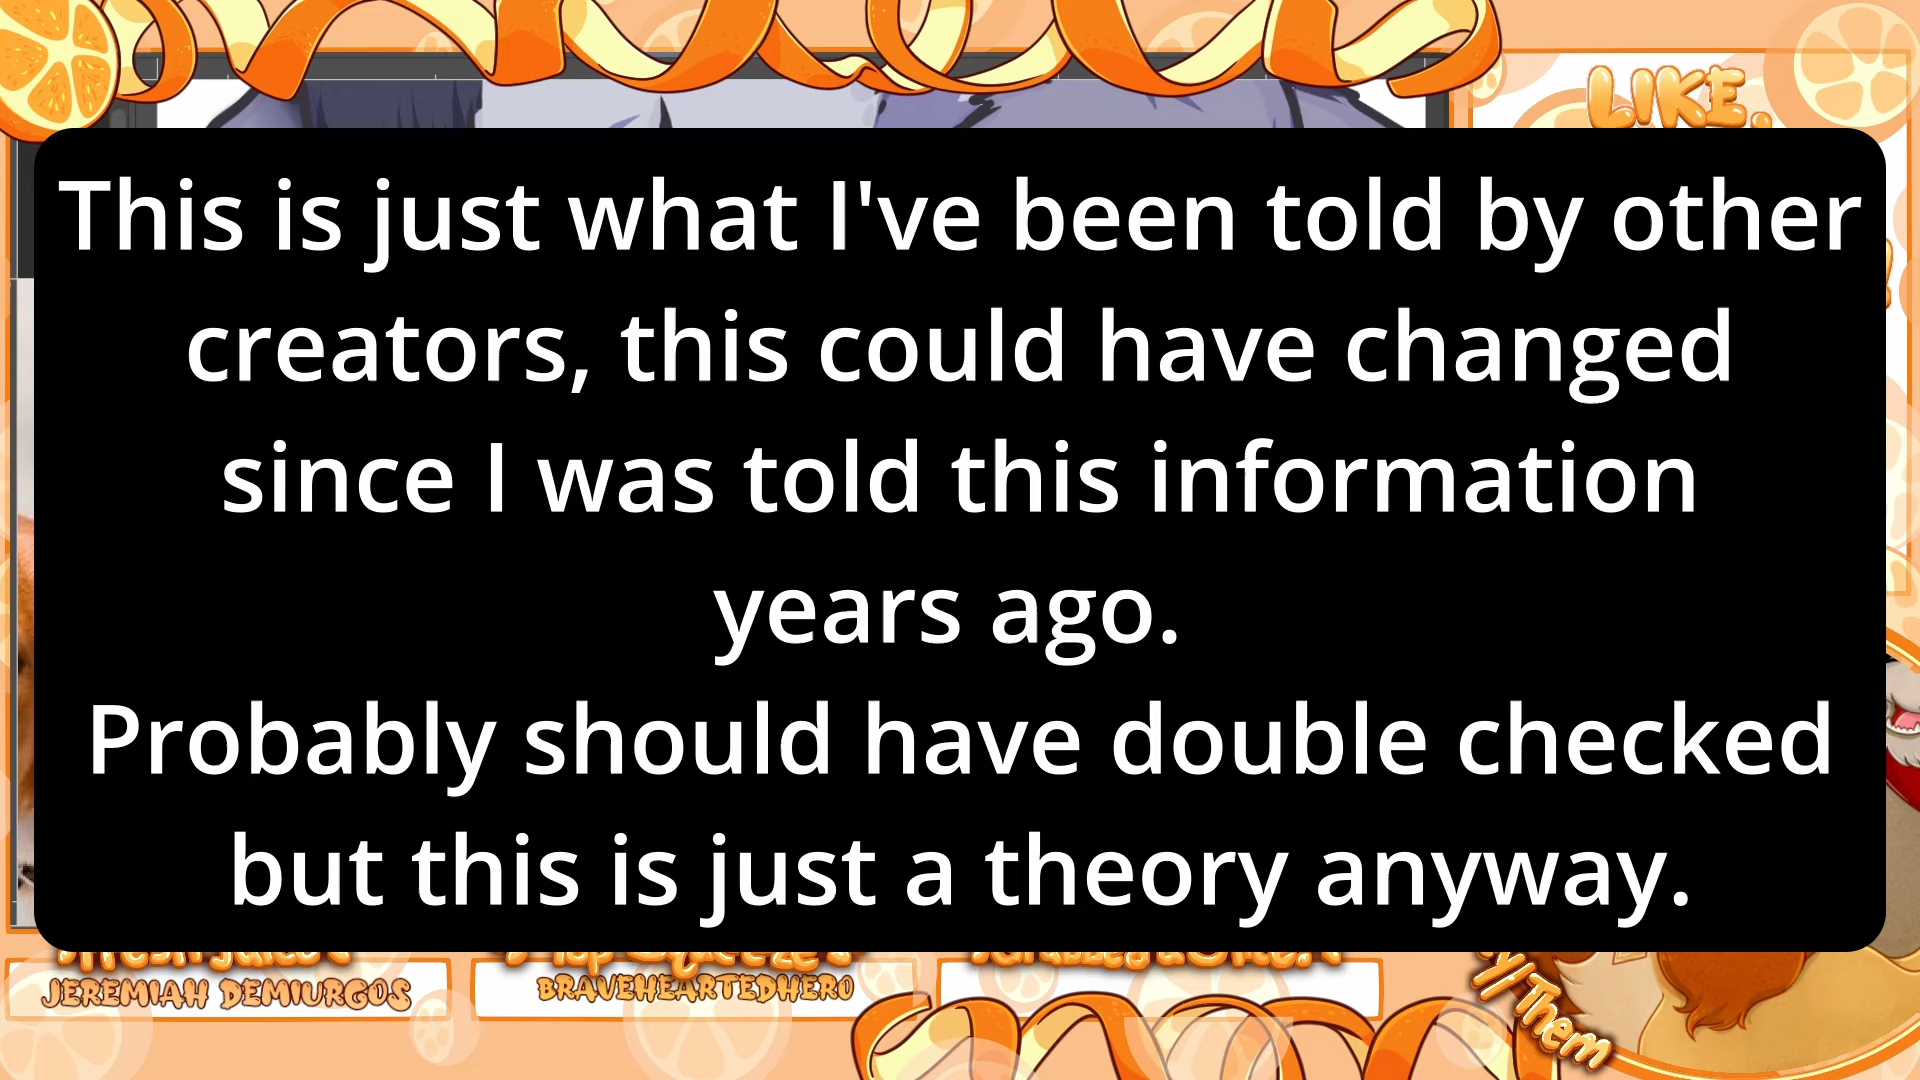 LIKE,
This is just what I've been told by other
creators, this could have changed
since I was told this information
years ago.
Probably should have double checked
but this is just a theory anyway.
JEREMIAH DEMIURGOS
BRAVEHEARTEDHERO
y/Them